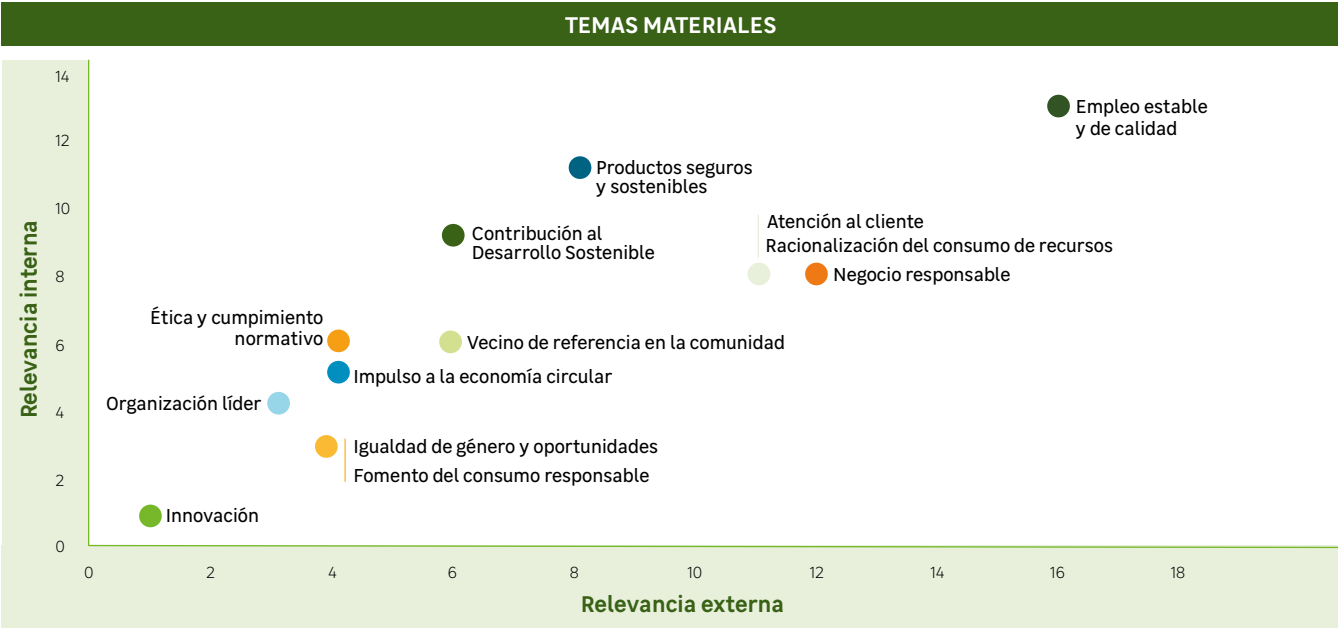 TEMAS MATERIALES
Relevancia interna
14
12
10
8
6
4
2
0
Empleo estable
y de calidad
Productos seguros
y sostenibles
Atención al cliente
Racionalización del consumo de recursos
Contribución al
Desarrollo Sostenible
Negocio responsable
Ética y cumpimiento
normativo
Vecino de referencia en la comunidad
Impulso a la economía circular
Organización líder
Igualdad de género y oportunidades
Fomento del consumo responsable
Innovación
0 2 4 6 8 10 12 14 16 18
Relevancia externa